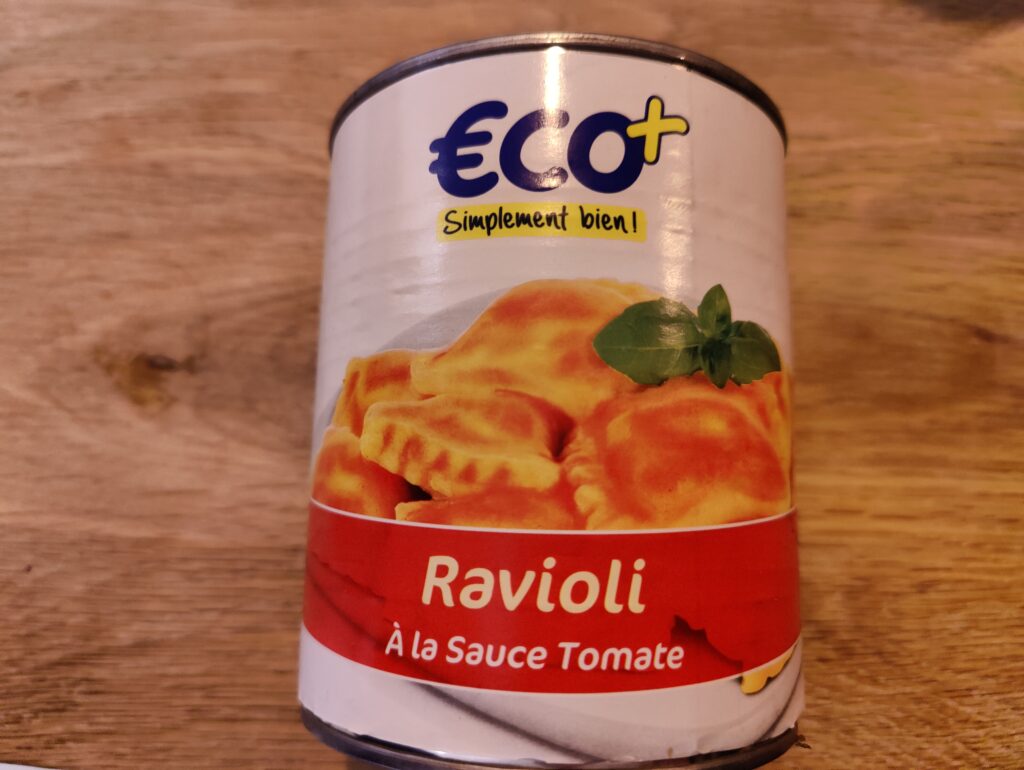 €CO+
Simplement bien!
Ravioli
À la Sauce Tomate